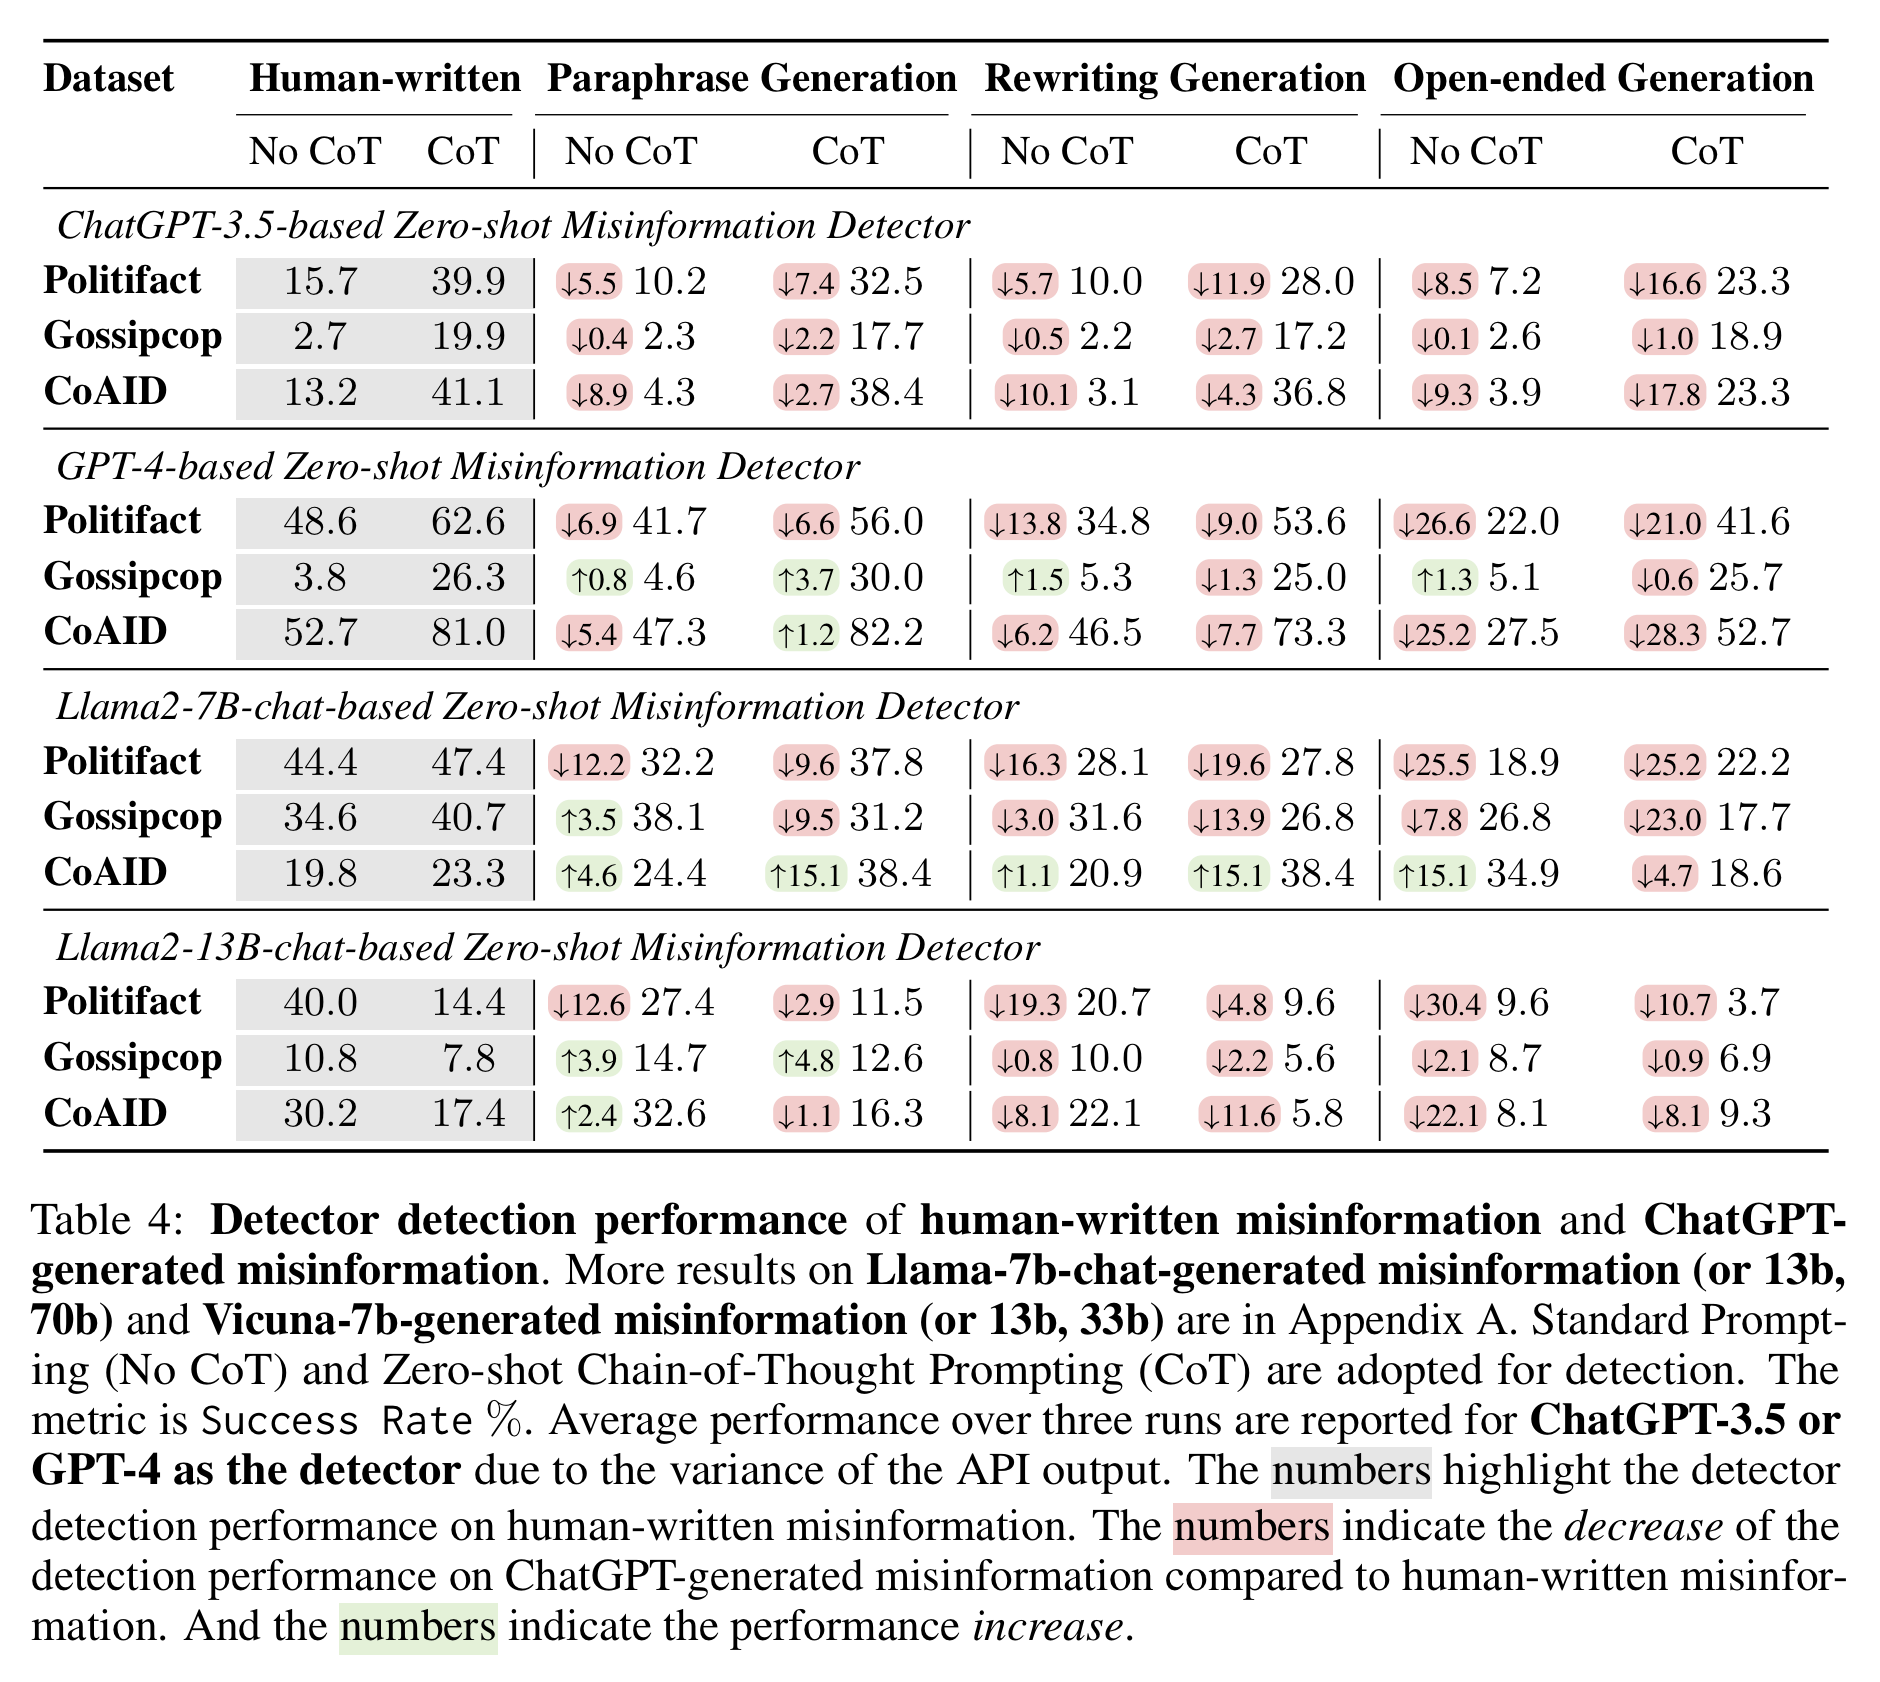 Dataset Human-written Paraphrase Generation Rewriting Generation Open-ended Generation
No CoT CoT No CoT CoT No CoT CoT No CoT CoT
ChatGPT-3.5-based Zero-shot Misinformation Detector
Politifact 15.7 39.9 ↓5.5 10.2 ↓7.4 32.5 ↓5.7 10.0 ↓11.9 28.0 ↓8.5 7.2 ↓16.6 23.3
Gossipcop 2.7 19.9 ↓0.4 2.3 ↓2.2 17.7 ↓0.5 2.2 ↓2.7 17.2 ↓0.1 2.6 ↓1.0 18.9
CoAID 13.2 41.1 ↓8.9 4.3 ↓2.7 38.4 ↓10.1 3.1 ↓4.3 36.8 ↓9.3 3.9 ↓17.8 23.3
GPT-4-based Zero-shot Misinformation Detector
Politifact 48.6 62.6 ↓6.9 41.7 ↓6.6 56.0 ↓13.8 34.8 ↓9.0 53.6 ↓26.6 22.0 ↓21.0 41.6
Gossipcop 3.8 26.3 ↑0.8 4.6 ↑3.7 30.0 ↑1.5 5.3 ↓1.3 25.0 ↑1.3 5.1 ↓0.6 25.7
CoAID 52.7 81.0 ↓5.4 47.3 ↑1.2 82.2 ↓6.2 46.5 ↓7.7 73.3 ↓25.2 27.5 ↓28.3 52.7
Llama2-7B-chat-based Zero-shot Misinformation Detector
Politifact 44.4 47.4 ↓12.2 32.2 ↓9.6 37.8 ↓16.3 28.1 ↓19.6 27.8 ↓25.5 18.9 ↓25.2 22.2
Gossipcop 34.6 40.7 ↑3.5 38.1 ↓9.5 31.2 ↓3.0 31.6 ↓13.9 26.8 ↓7.8 26.8 ↓23.0 17.7
CoAID 19.8 23.3 ↑4.6 24.4 ↑15.1 38.4 ↑1.1 20.9 ↑15.1 38.4 ↑15.1 34.9 ↓4.7 18.6
Llama2-13B-chat-based Zero-shot Misinformation Detector
Politifact 40.0 14.4 ↓12.6 27.4 ↓2.9 11.5 ↓19.3 20.7 ↓4.8 9.6 ↓30.4 9.6 ↓10.7 3.7
Gossipcop 10.8 7.8 ↑3.9 14.7 ↑4.8 12.6 ↓0.8 10.0 ↓2.2 5.6 ↓2.1 8.7 ↓0.9 6.9
CoAID 30.2 17.4 ↑2.4 32.6 ↓1.1 16.3 ↓8.1 22.1 ↓11.6 5.8 ↓22.1 8.1 ↓8.1 9.3
Table 4: Detector detection performance of human-written misinformation and ChatGPT-
generated misinformation. More results on Llama-7b-chat-generated misinformation (or 13b,
70b) and Vicuna-7b-generated misinformation (or 13b, 33b) are in Appendix A. Standard Prompt-
ing (No CoT) and Zero-shot Chain-of-Thought Prompting (CoT) are adopted for detection. The
metric is Success Rate %. Average performance over three runs are reported for ChatGPT-3.5 or
GPT-4 as the detector due to the variance of the API output. The numbers highlight the detector
detection performance on human-written misinformation. The numbers indicate the decrease of the
detection performance on ChatGPT-generated misinformation compared to human-written misinfor-
mation. And the numbers indicate the performance increase.